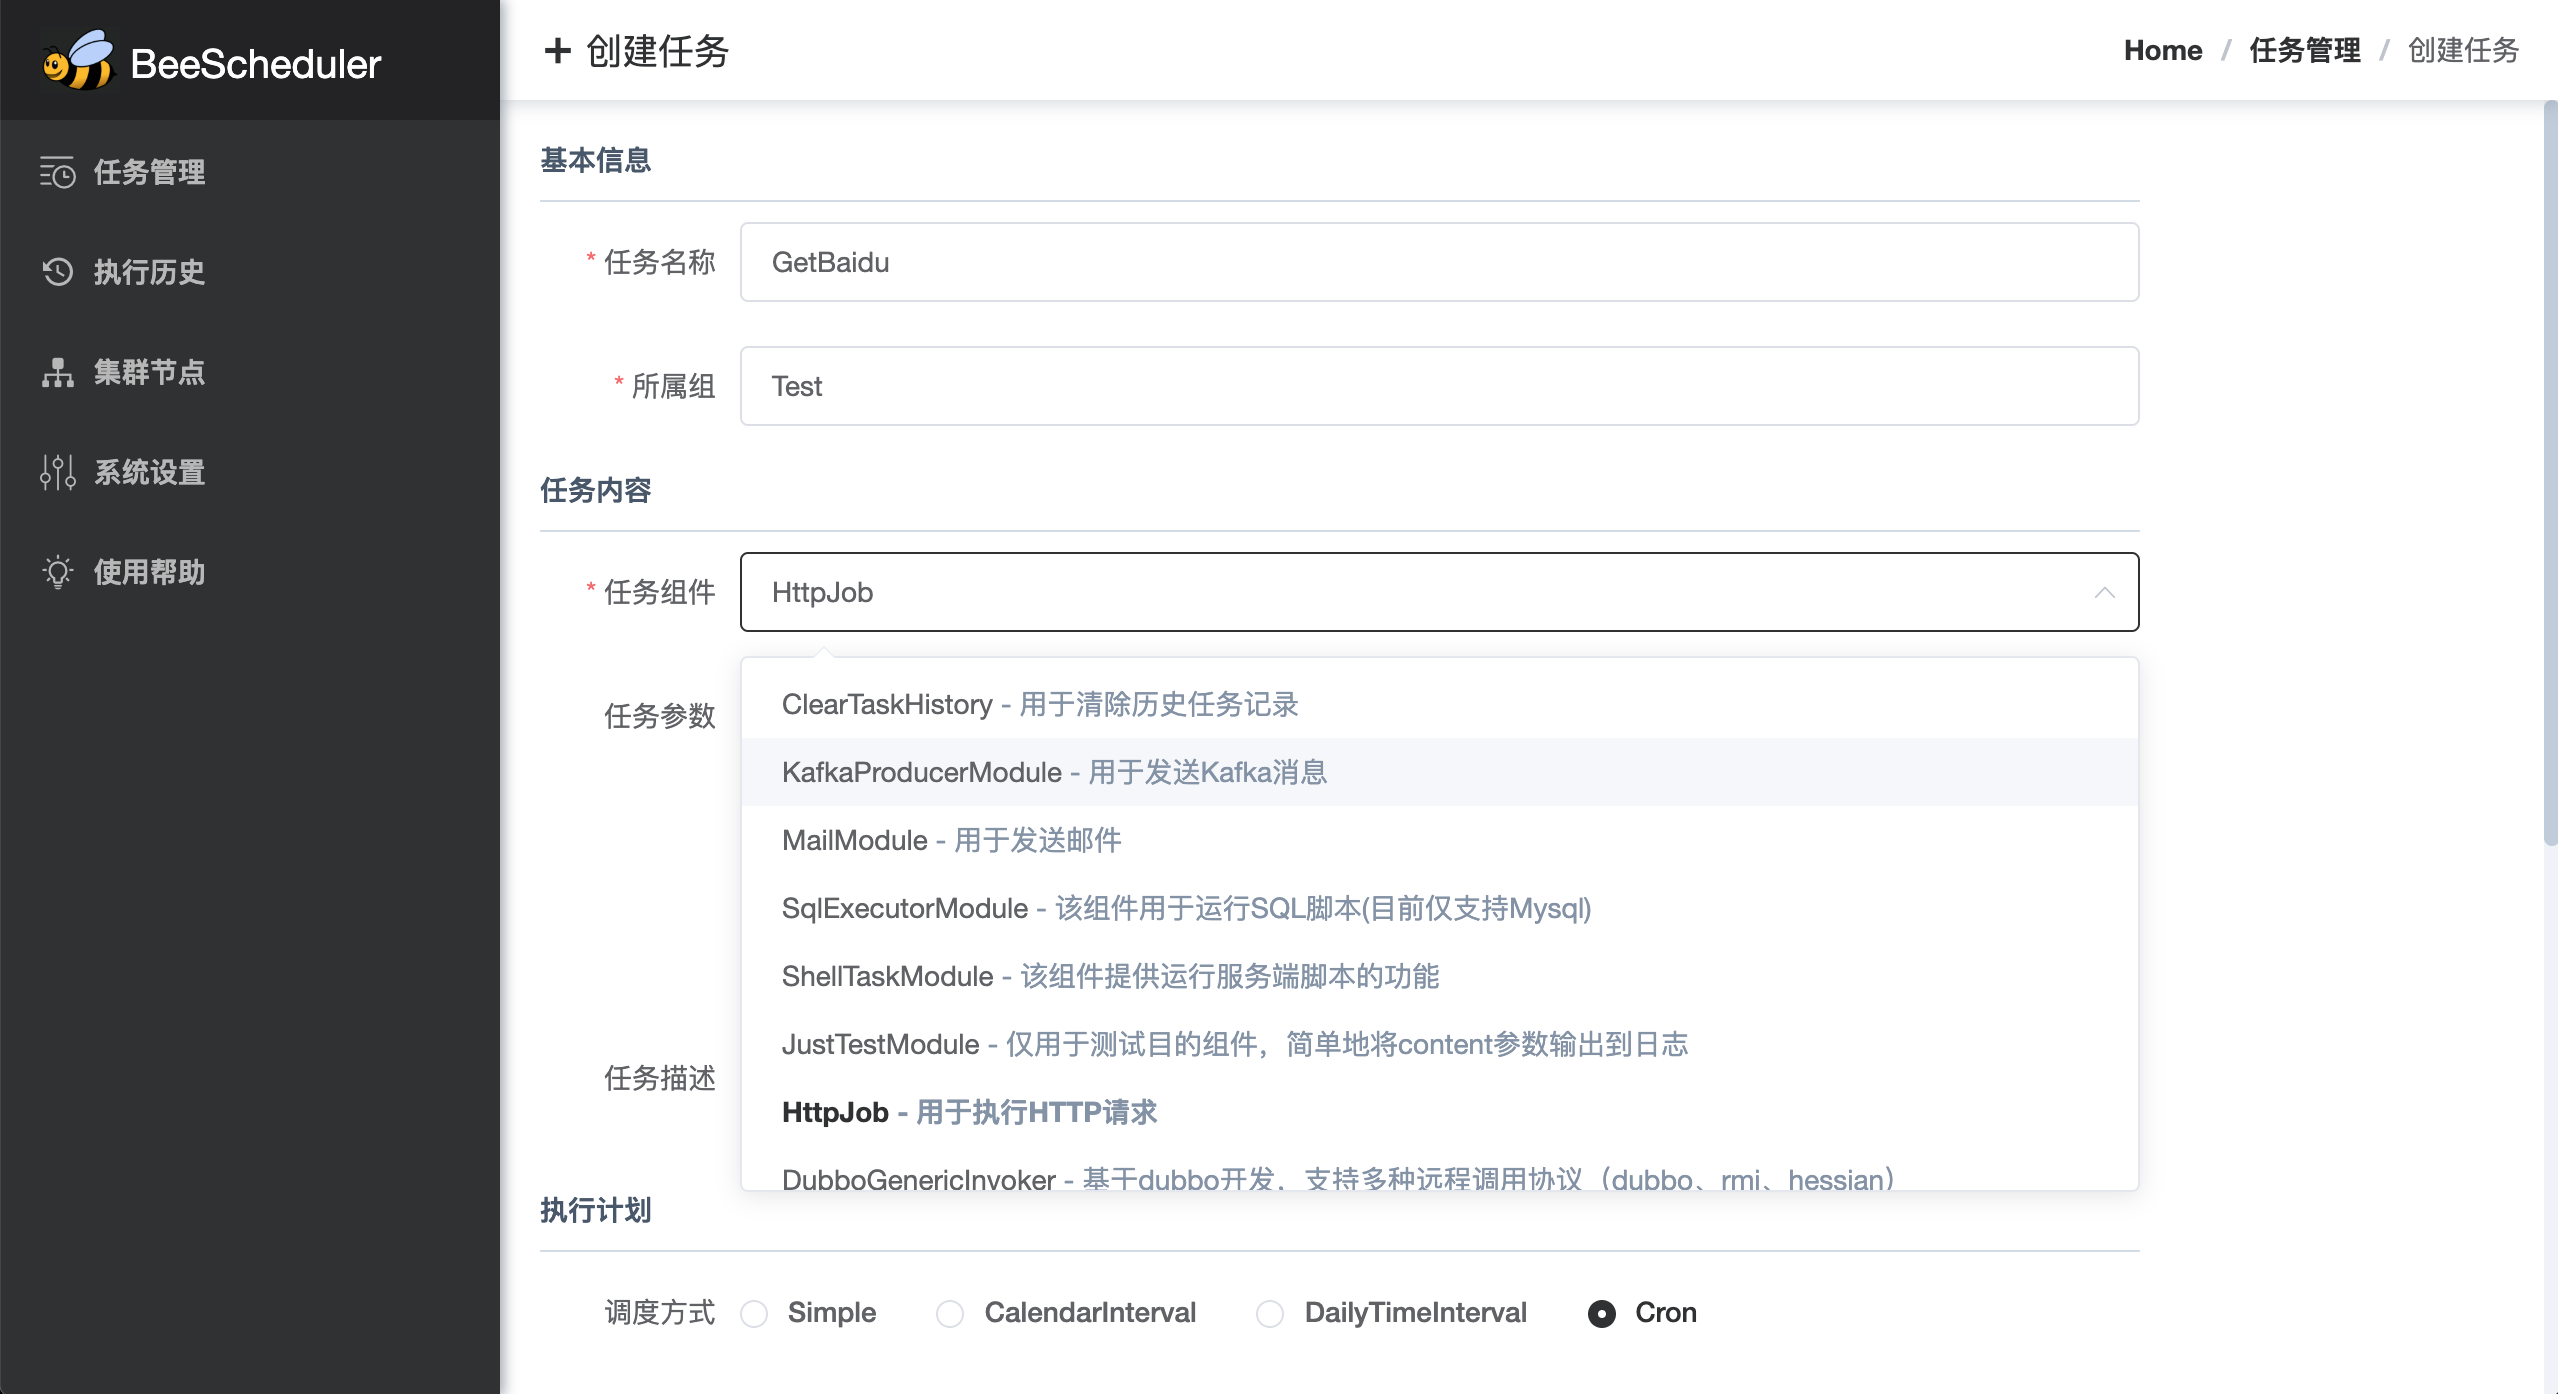 BeeScheduler
任务管理
执行历史
集群节点
系统设置
使用帮助
+ 创建任务
Home / 任务管理 / 创建任务
基本信息
* 任务名称 GetBaidu
* 所属组 Test
任务内容
* 任务组件 HttpJob
任务参数
ClearTaskHistory - 用于清除历史任务记录
KafkaProducerModule - 用于发送Kafka消息
MailModule - 用于发送邮件
SqlExecutorModule - 该组件用于运行SQL脚本(目前仅支持Mysql)
ShellTaskModule - 该组件提供运行服务端脚本的功能
JustTestModule - 仅用于测试目的组件，简单地将content参数输出到日志
任务描述
HttpJob - 用于执行HTTP请求
DubboGenericInvoker - 基于dubbo开发，支持多种远程调用协议（dubbo、rmi、hessian）
执行计划
调度方式 Simple CalendarInterval DailyTimeInterval Cron